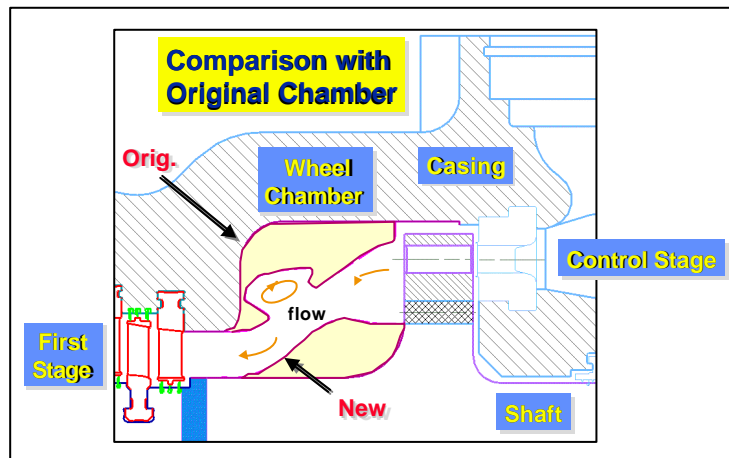 Comparison with
Original Chamber
Orig.
Wheel
Chamber
Casing
Control Stage
flow
First
Stage
New
Shaft